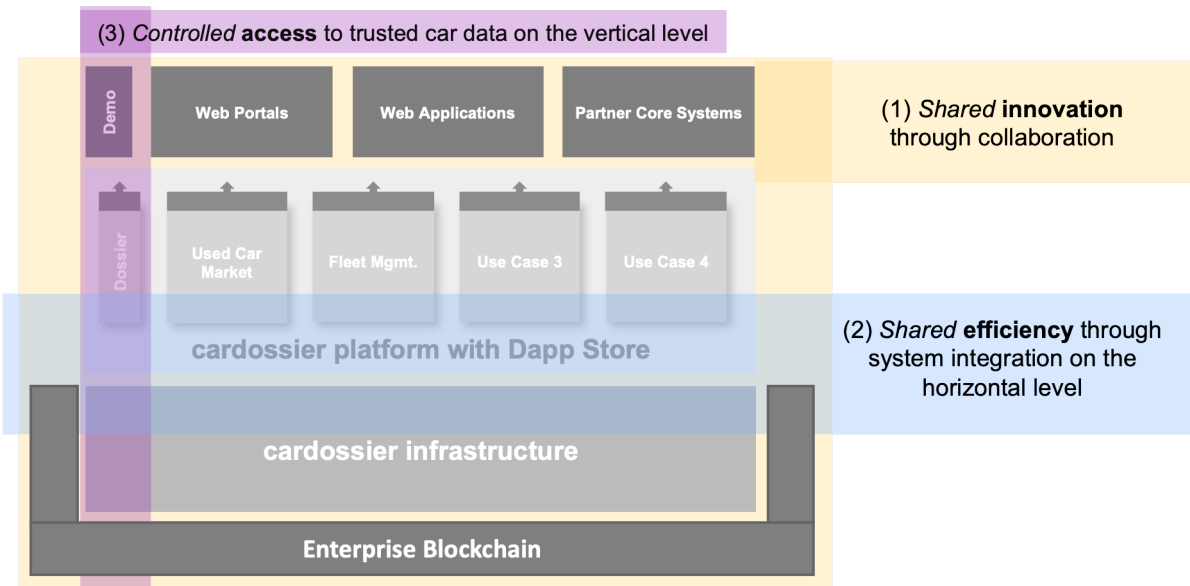 (3) Controlled access to trusted car data on the vertical level
Demo
Web Portals
Web Applications
Partner Core Systems
(1) Shared innovation
through collaboration
Dossier
Used Car
Market
Fleet Mgmt.
Use Case 3
Use Case 4
(2) Shared efficiency through
system integration on the
horizontal level
cardossier platform with Dapp Store
cardossier infrastructure
Enterprise Blockchain